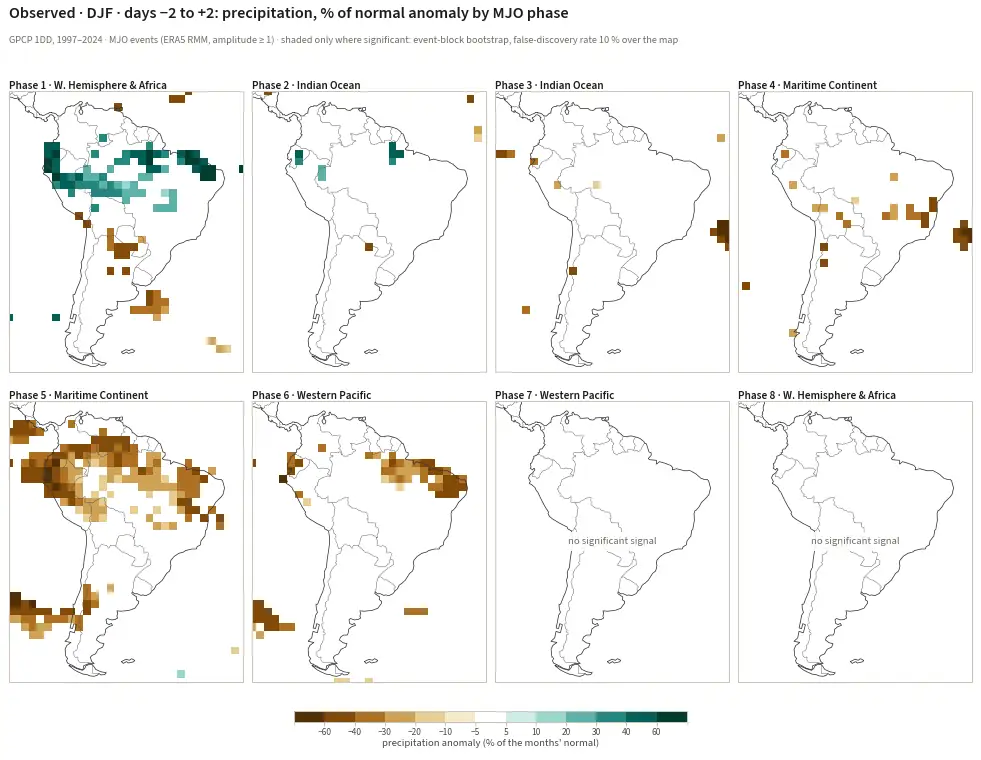 Observed · DJF · days −2 to +2: precipitation, % of normal anomaly by MJO phase
GPCP 1DD, 1997–2024 · MJO events (ERA5 RMM, amplitude ≥ 1) · shaded only where significant: event-block bootstrap, false-discovery rate 10 % over the map
Phase 1 · W. Hemisphere & Africa
Phase 2 · Indian Ocean
Phase 3 · Indian Ocean
Phase 4 · Maritime Continent
Phase 5 · Maritime Continent
Phase 6 · Western Pacific
Phase 7 · Western Pacific
Phase 8 · W. Hemisphere & Africa
no significant signal
no significant signal
−60 −40 −30 −20 −10 −5 5 10 20 30 40 60
precipitation anomaly (% of the months' normal)